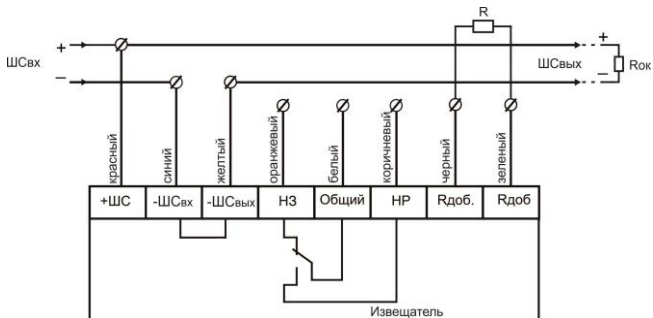 R
+
ШСвх
–
ШСвых
+
–
Rок
красный
синий
желтый
оранжевый
белый
коричневый
черный
зеленый
+ШС
-ШСвх
-ШСвых
НЗ
Общий
НР
Rдоб.
Rдоб
Извещатель